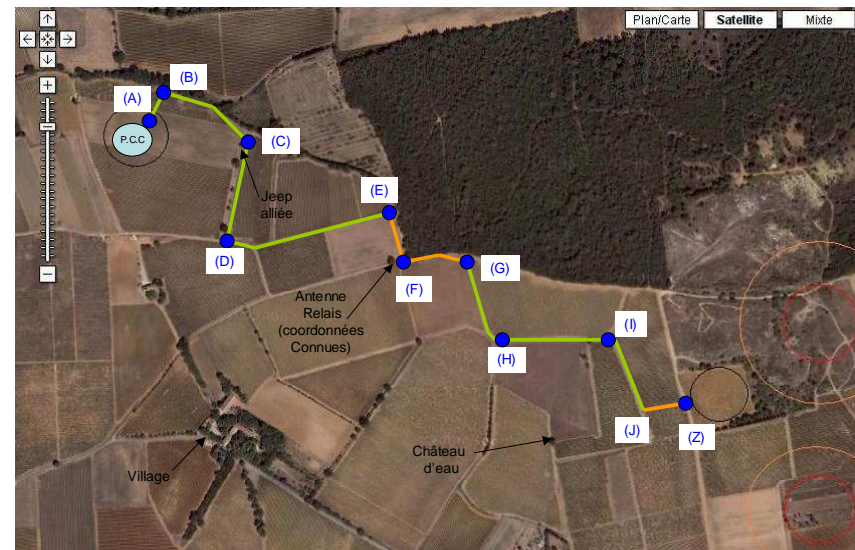 Plan/Carte Satellite Mixte
(B)
(A)
P.C.C
(C)
Jeep
alliée
(E)
(D)
(F)
(G)
Antenne
Relais
(coordonnées
Connues)
(I)
(H)
(J)
(Z)
Château
d'eau
Village